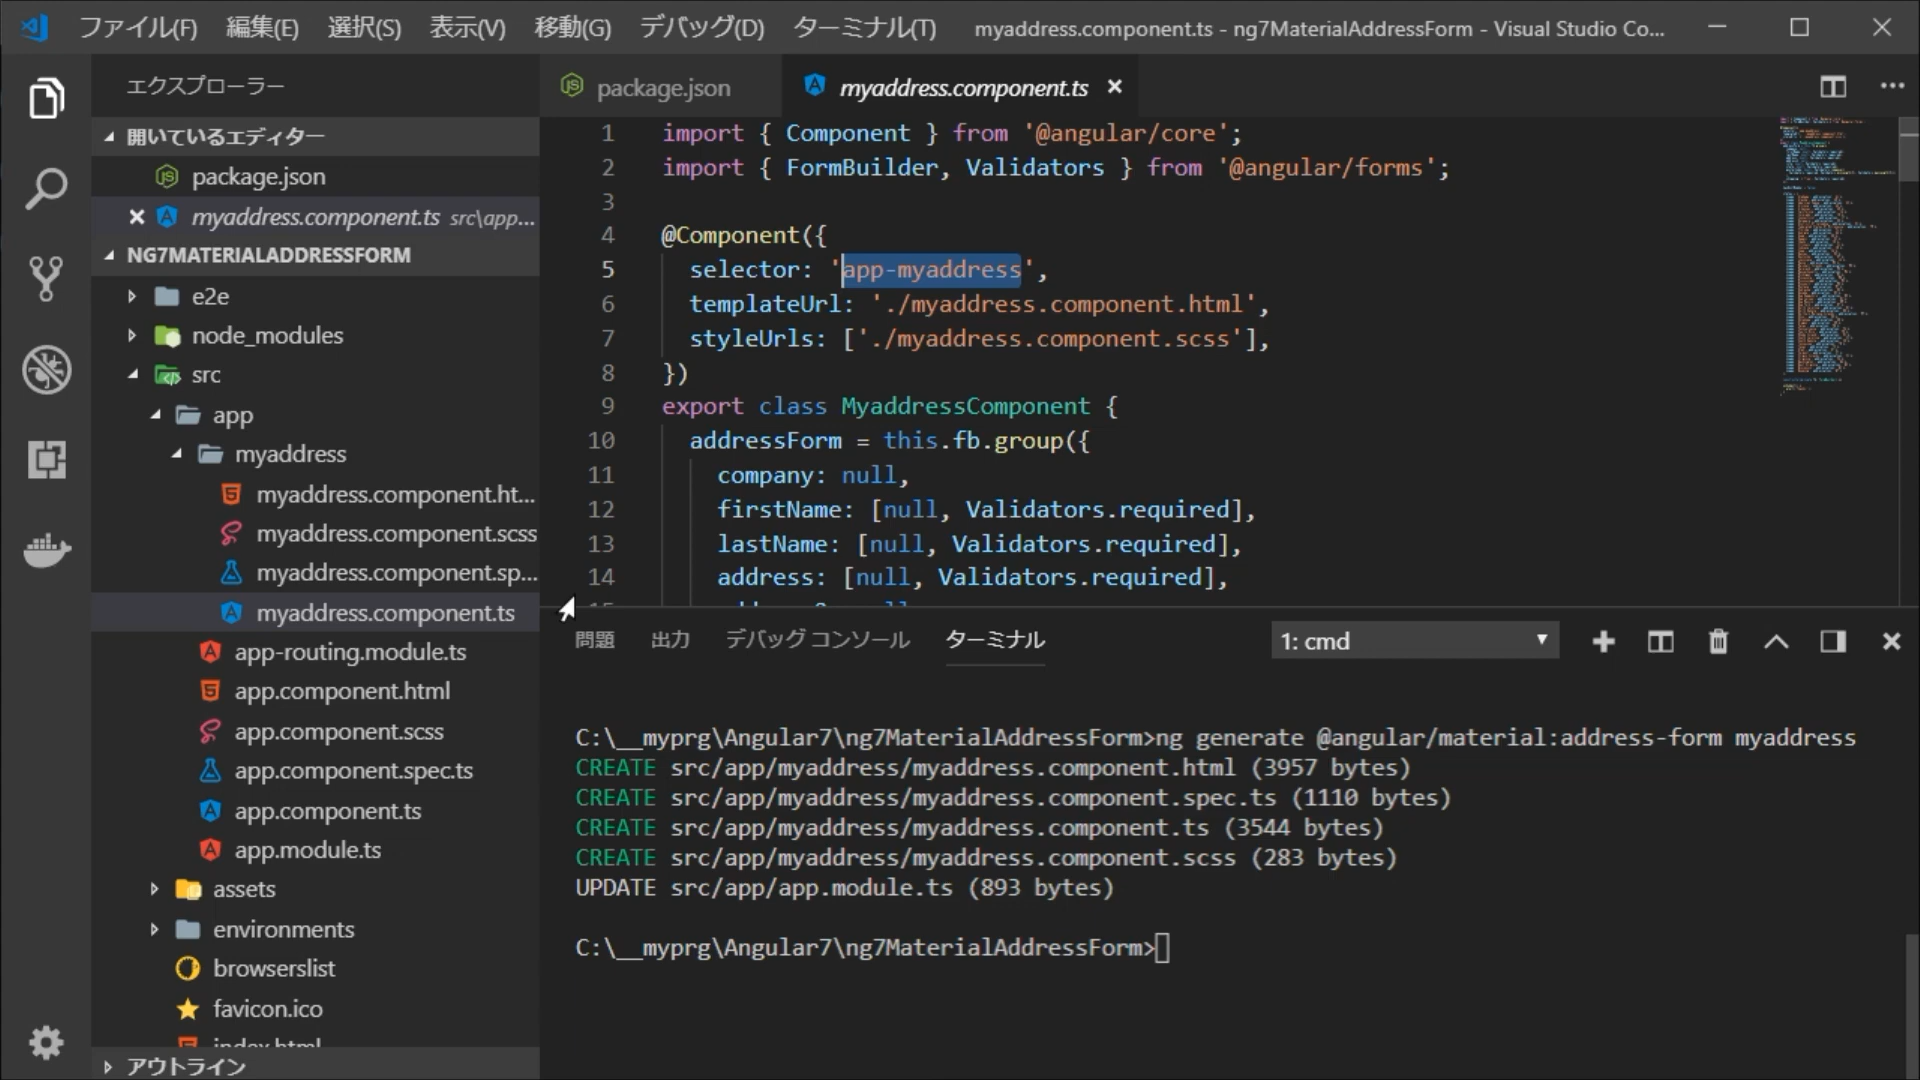 ファイル(F) 編集(E) 選択(S) 表示(V) 移動(G) デバッグ(D) ターミナル(T) myaddress.component.ts - ng7MaterialAddressForm - Visual Studio Co...
エクスプローラー
開いているエディター
package.json
myaddress.component.ts src\app...
NG7MATERIALADDRESSFORM
e2e
node_modules
src
app
myaddress
myaddress.component.ht...
myaddress.component.scss
myaddress.component.sp...
myaddress.component.ts
app-routing.module.ts
app.component.html
app.component.scss
app.component.spec.ts
app.component.ts
app.module.ts
assets
environments
browserslist
favicon.ico
index.html
アウトライン
package.json myaddress.component.ts
1 import { Component } from '@angular/core';
2 import { FormBuilder, Validators } from '@angular/forms';
3
4 @Component({
5 selector: 'app-myaddress',
6 templateUrl: './myaddress.component.html',
7 styleUrls: ['./myaddress.component.scss'],
8 })
9 export class MyaddressComponent {
10 addressForm = this.fb.group({
11 company: null,
12 firstName: [null, Validators.required],
13 lastName: [null, Validators.required],
14 address: [null, Validators.required],
問題 出力 デバッグ コンソール ターミナル 1: cmd
C:\__myprg\Angular7\ng7MaterialAddressForm>ng generate @angular/material:address-form myaddress
CREATE src/app/myaddress/myaddress.component.html (3957 bytes)
CREATE src/app/myaddress/myaddress.component.spec.ts (1110 bytes)
CREATE src/app/myaddress/myaddress.component.ts (3544 bytes)
CREATE src/app/myaddress/myaddress.component.scss (283 bytes)
UPDATE src/app/app.module.ts (893 bytes)
C:\__myprg\Angular7\ng7MaterialAddressForm>